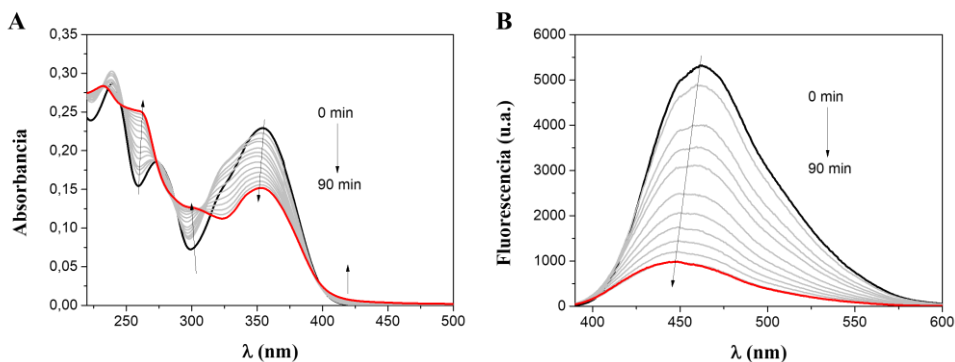 A
0,35
0,30
0,25
0,20
0,15
0,10
0,05
0,00
Absorbancia
0 min
90 min
250 300 350 400 450 500
λ (nm)
B
6000
5000
4000
3000
2000
1000
0
Fluorescencia (u.a.)
0 min
90 min
400 450 500 550 600
λ (nm)